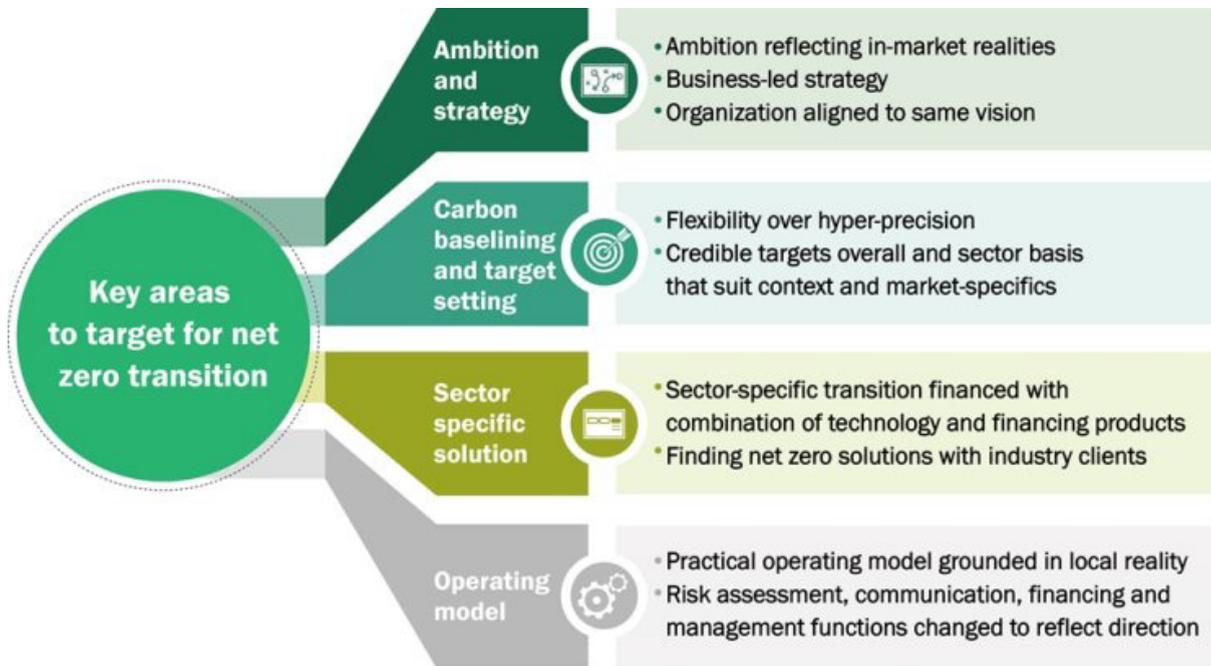 Key areas
to target for net
zero transition
Ambition
and
strategy
• Ambition reflecting in-market realities
• Business-led strategy
• Organization aligned to same vision
Carbon
baselining
and target
setting
• Flexibility over hyper-precision
• Credible targets overall and sector basis
that suit context and market-specifics
Sector
specific
solution
• Sector-specific transition financed with
combination of technology and financing products
• Finding net zero solutions with industry clients
Operating
model
• Practical operating model grounded in local reality
• Risk assessment, communication, financing and
management functions changed to reflect direction